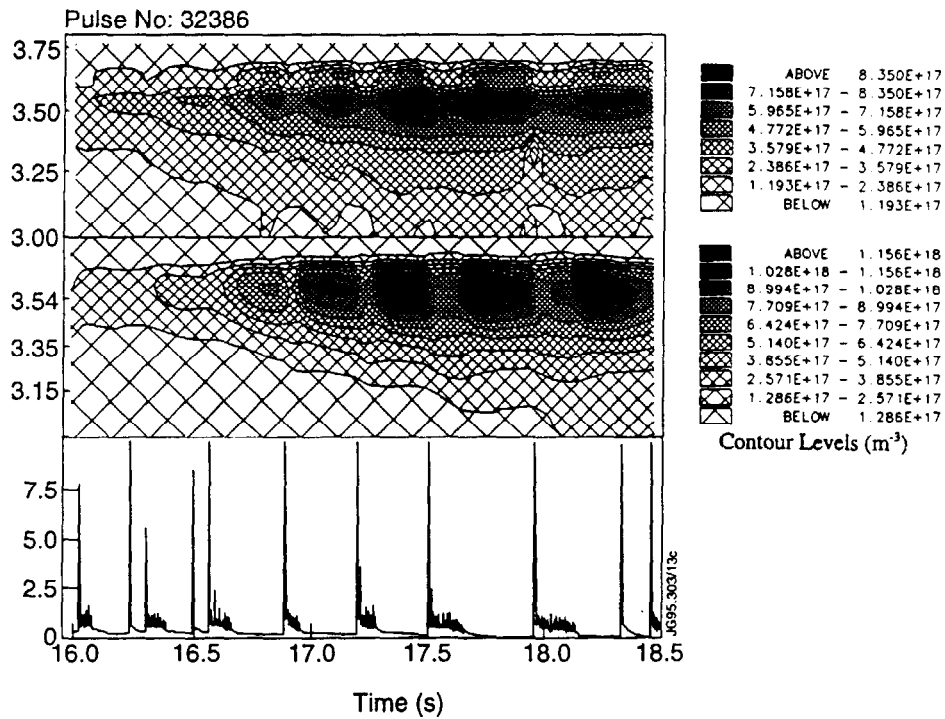 Pulse No: 32386
3.75
3.50
3.25
3.00
3.54
3.35
3.15
7.5
5.0
2.5
0
16.0 16.5 17.0 17.5 18.0 18.5
Time (s)
JG95.303/13c
ABOVE 8.350E+17
7.158E+17 - 8.350E+17
5.965E+17 - 7.158E+17
4.772E+17 - 5.965E+17
3.579E+17 - 4.772E+17
2.386E+17 - 3.579E+17
1.193E+17 - 2.386E+17
BELOW 1.193E+17
ABOVE 1.156E+18
1.028E+18 - 1.156E+18
8.994E+17 - 1.028E+18
7.709E+17 - 8.994E+17
6.424E+17 - 7.709E+17
5.140E+17 - 6.424E+17
3.855E+17 - 5.140E+17
2.571E+17 - 3.855E+17
1.286E+17 - 2.571E+17
BELOW 1.286E+17
Contour Levels (m⁻³)